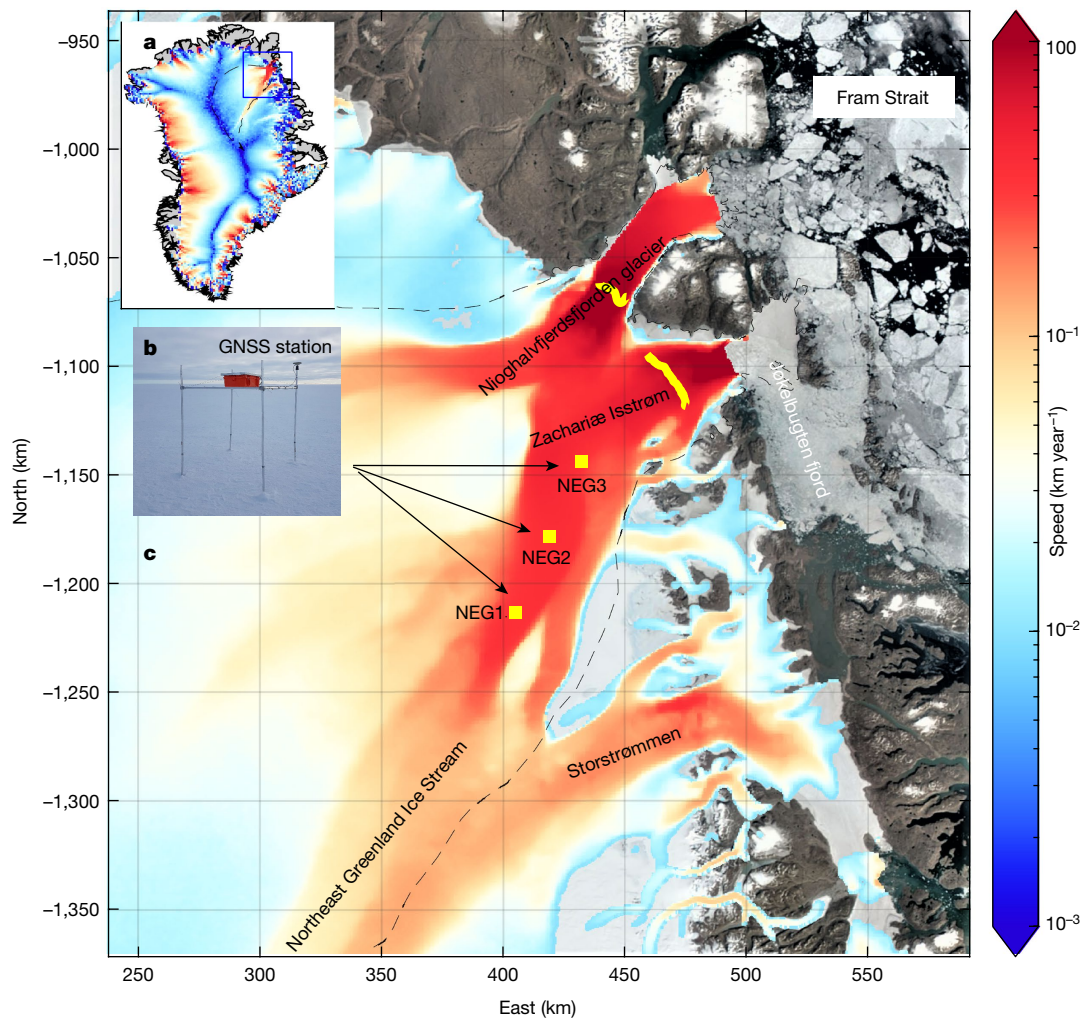 a
Fram Strait
b
GNSS station
c
Nioghalvfjerdsfjorden glacier
Zachariæ Isstrøm
Jokelbugten fjord
NEG3
NEG2
NEG1
Storstrømmen
Northeast Greenland Ice Stream
North (km)
−950
−1,000
−1,050
−1,100
−1,150
−1,200
−1,250
−1,300
−1,350
250
300
350
400
450
500
550
East (km)
Speed (km year⁻¹)
100
10⁻¹
10⁻²
10⁻³